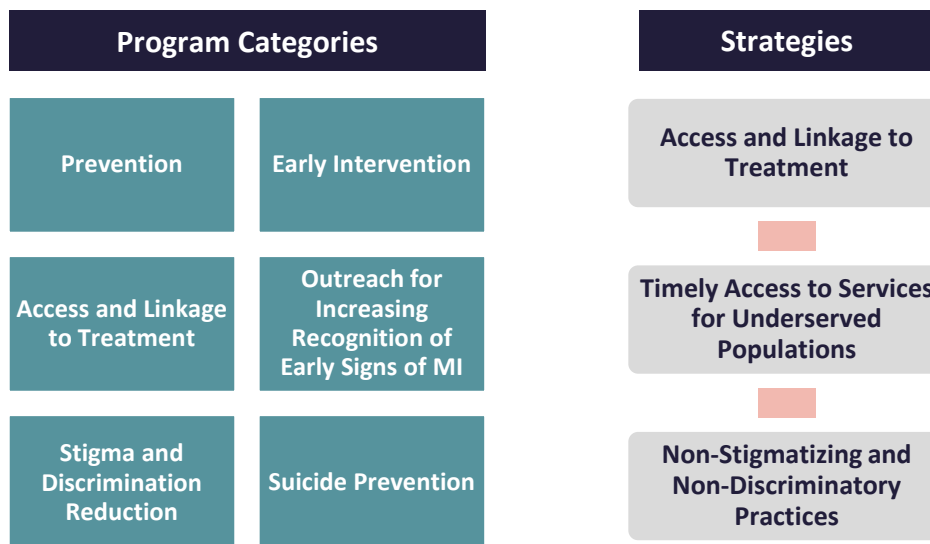 Program Categories
Strategies
Prevention
Early Intervention
Access and Linkage
to Treatment
Outreach for
Increasing
Recognition of
Early Signs of MI
Stigma and
Discrimination
Reduction
Suicide Prevention
Access and Linkage to
Treatment
Timely Access to Services
for Underserved
Populations
Non-Stigmatizing and
Non-Discriminatory
Practices